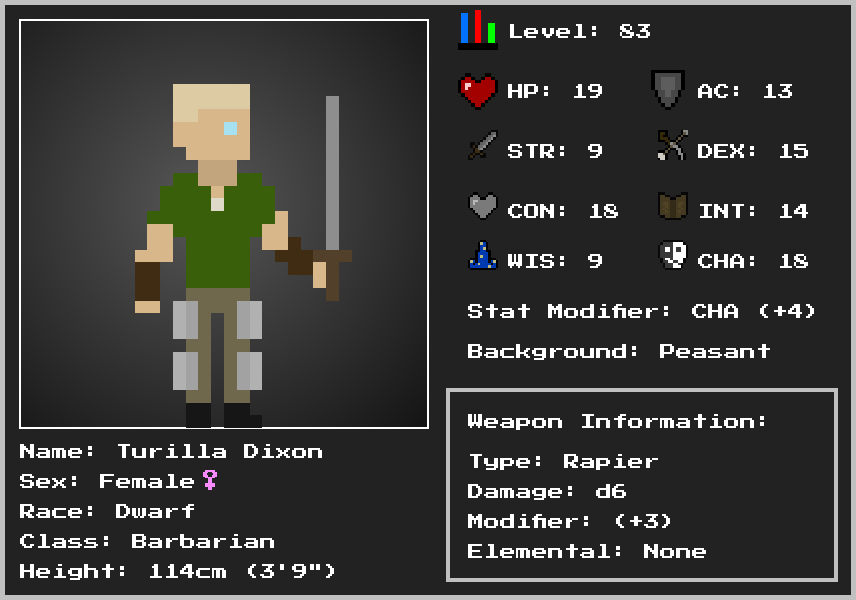 Level: 83
HP: 19
AC: 13
STR: 9
DEX: 15
CON: 18
INT: 14
WIS: 9
CHA: 18
Stat Modifier: CHA (+4)
Background: Peasant
Name: Turilla Dixon
Sex: Female♀
Race: Dwarf
Class: Barbarian
Height: 114cm (3'9")
Weapon Information:
Type: Rapier
Damage: d6
Modifier: (+3)
Elemental: None